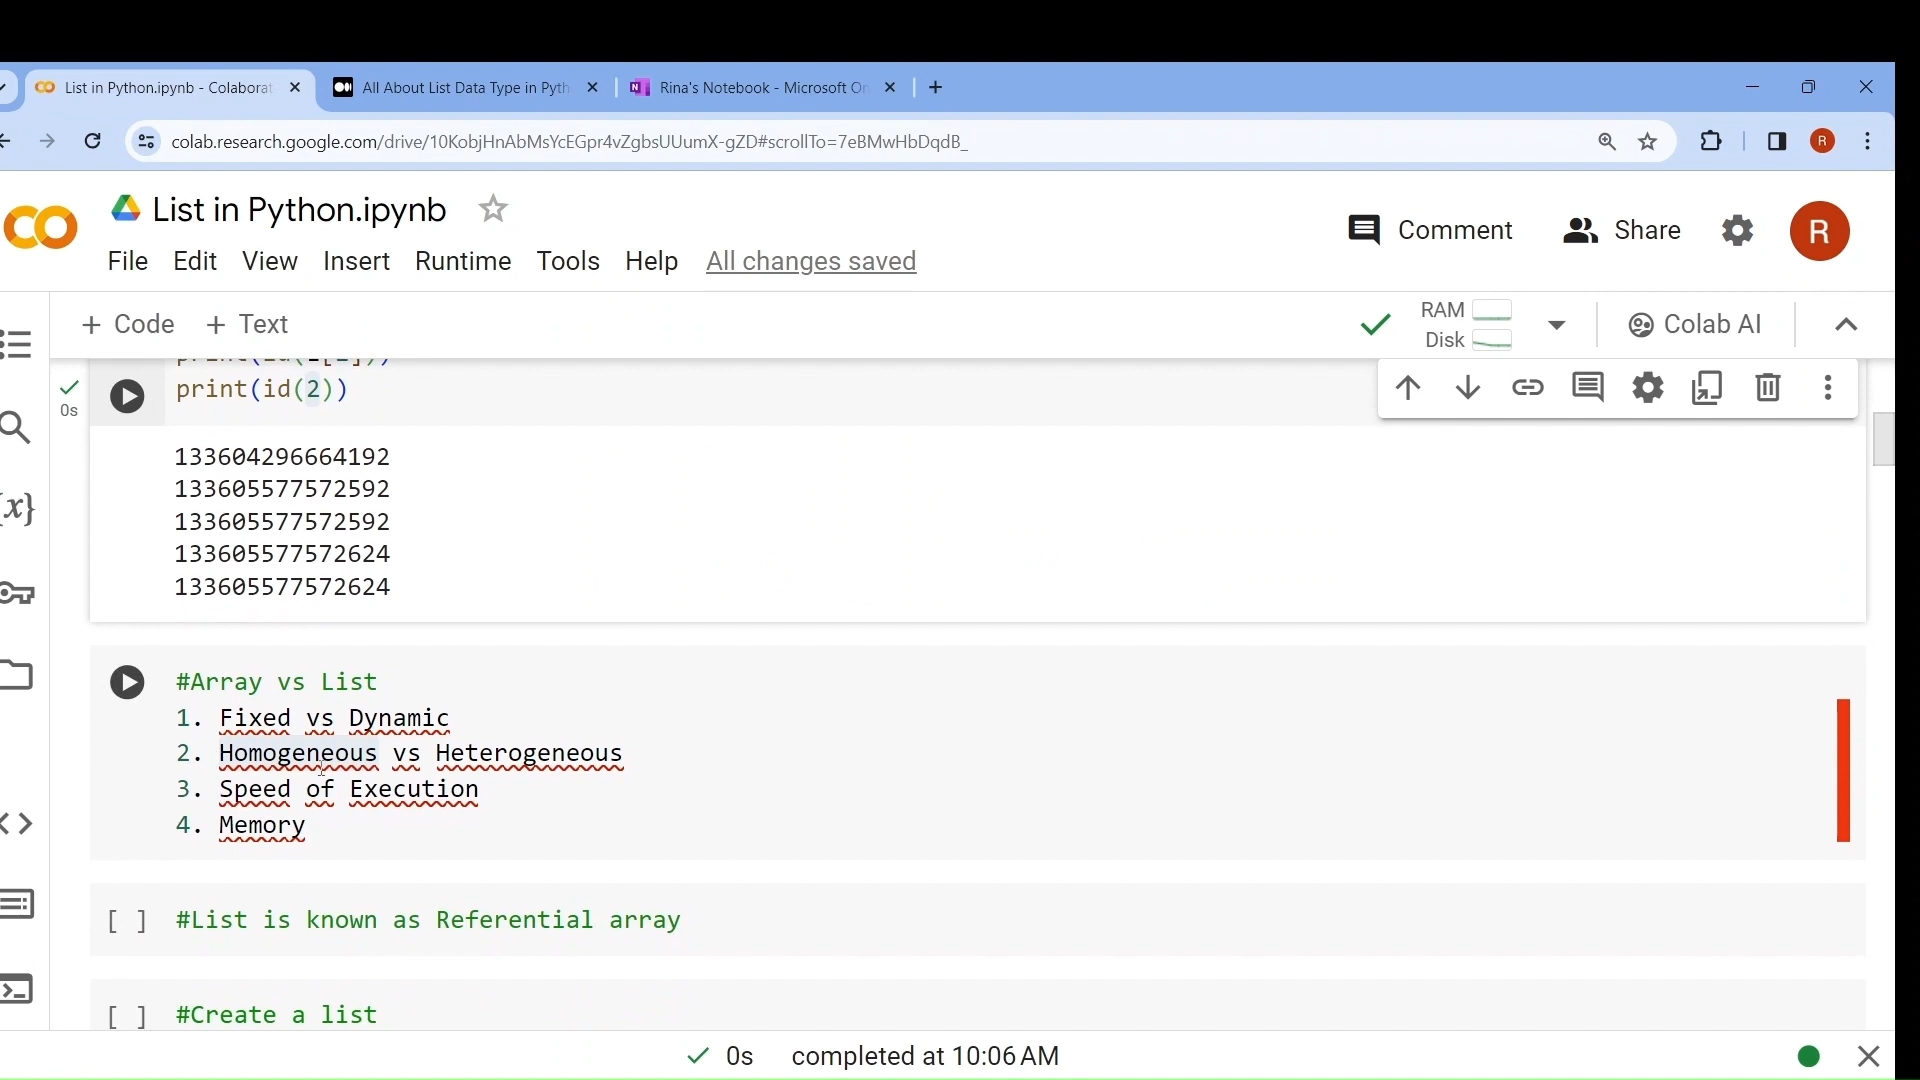 List in Python.ipynb - Colaborat
All About List Data Type in Pyth
Rina's Notebook - Microsoft On
colab.research.google.com/drive/10KobjHnAbMsYcEGpr4vZgbsUUumX-gZD#scrollTo=7eBMwHbDqdB_
R
List in Python.ipynb
Comment
Share
R
File Edit View Insert Runtime Tools Help All changes saved
+ Code + Text
RAM
Disk
Colab AI
print(id(2))
0s
133604296664192
133605577572592
133605577572592
133605577572624
133605577572624
{x}
#Array vs List
1. Fixed vs Dynamic
2. Homogeneous vs Heterogeneous
3. Speed of Execution
4. Memory
[ ] #List is known as Referential array
[ ] #Create a list
0s completed at 10:06 AM